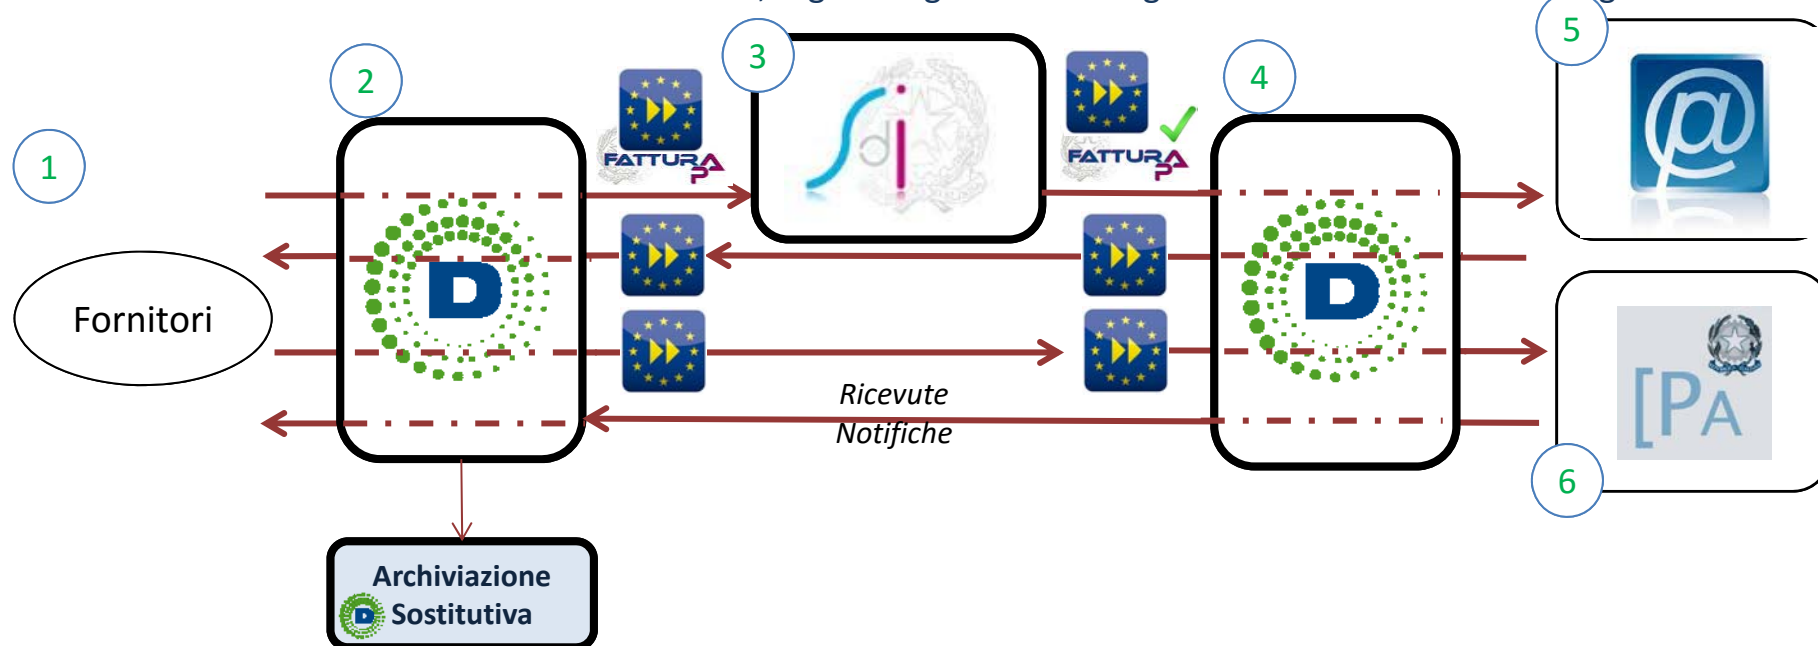 5
3
2
4
FATTURA
PA
FATTURA
PA
1
Sdi
@
D
D
Fornitori
Ricevute
Notifiche
[PA
6
Archiviazione
D Sostitutiva